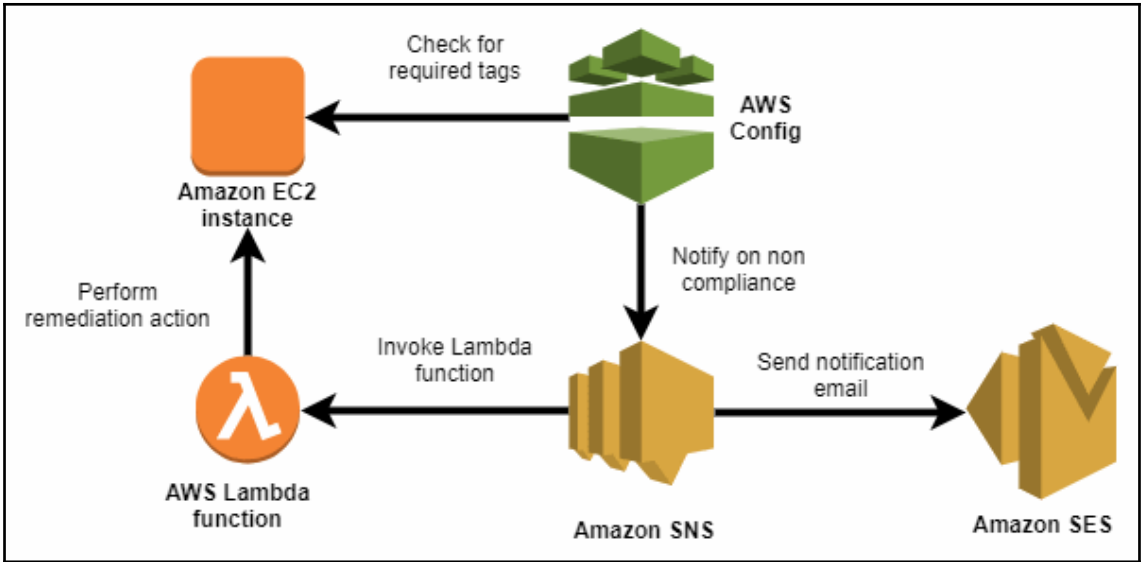 Check for
required tags
AWS
Config
Amazon EC2
instance
Notify on non
compliance
Perform
remediation action
Invoke Lambda
function
Send notification
email
λ
AWS Lambda
function
Amazon SNS
Amazon SES